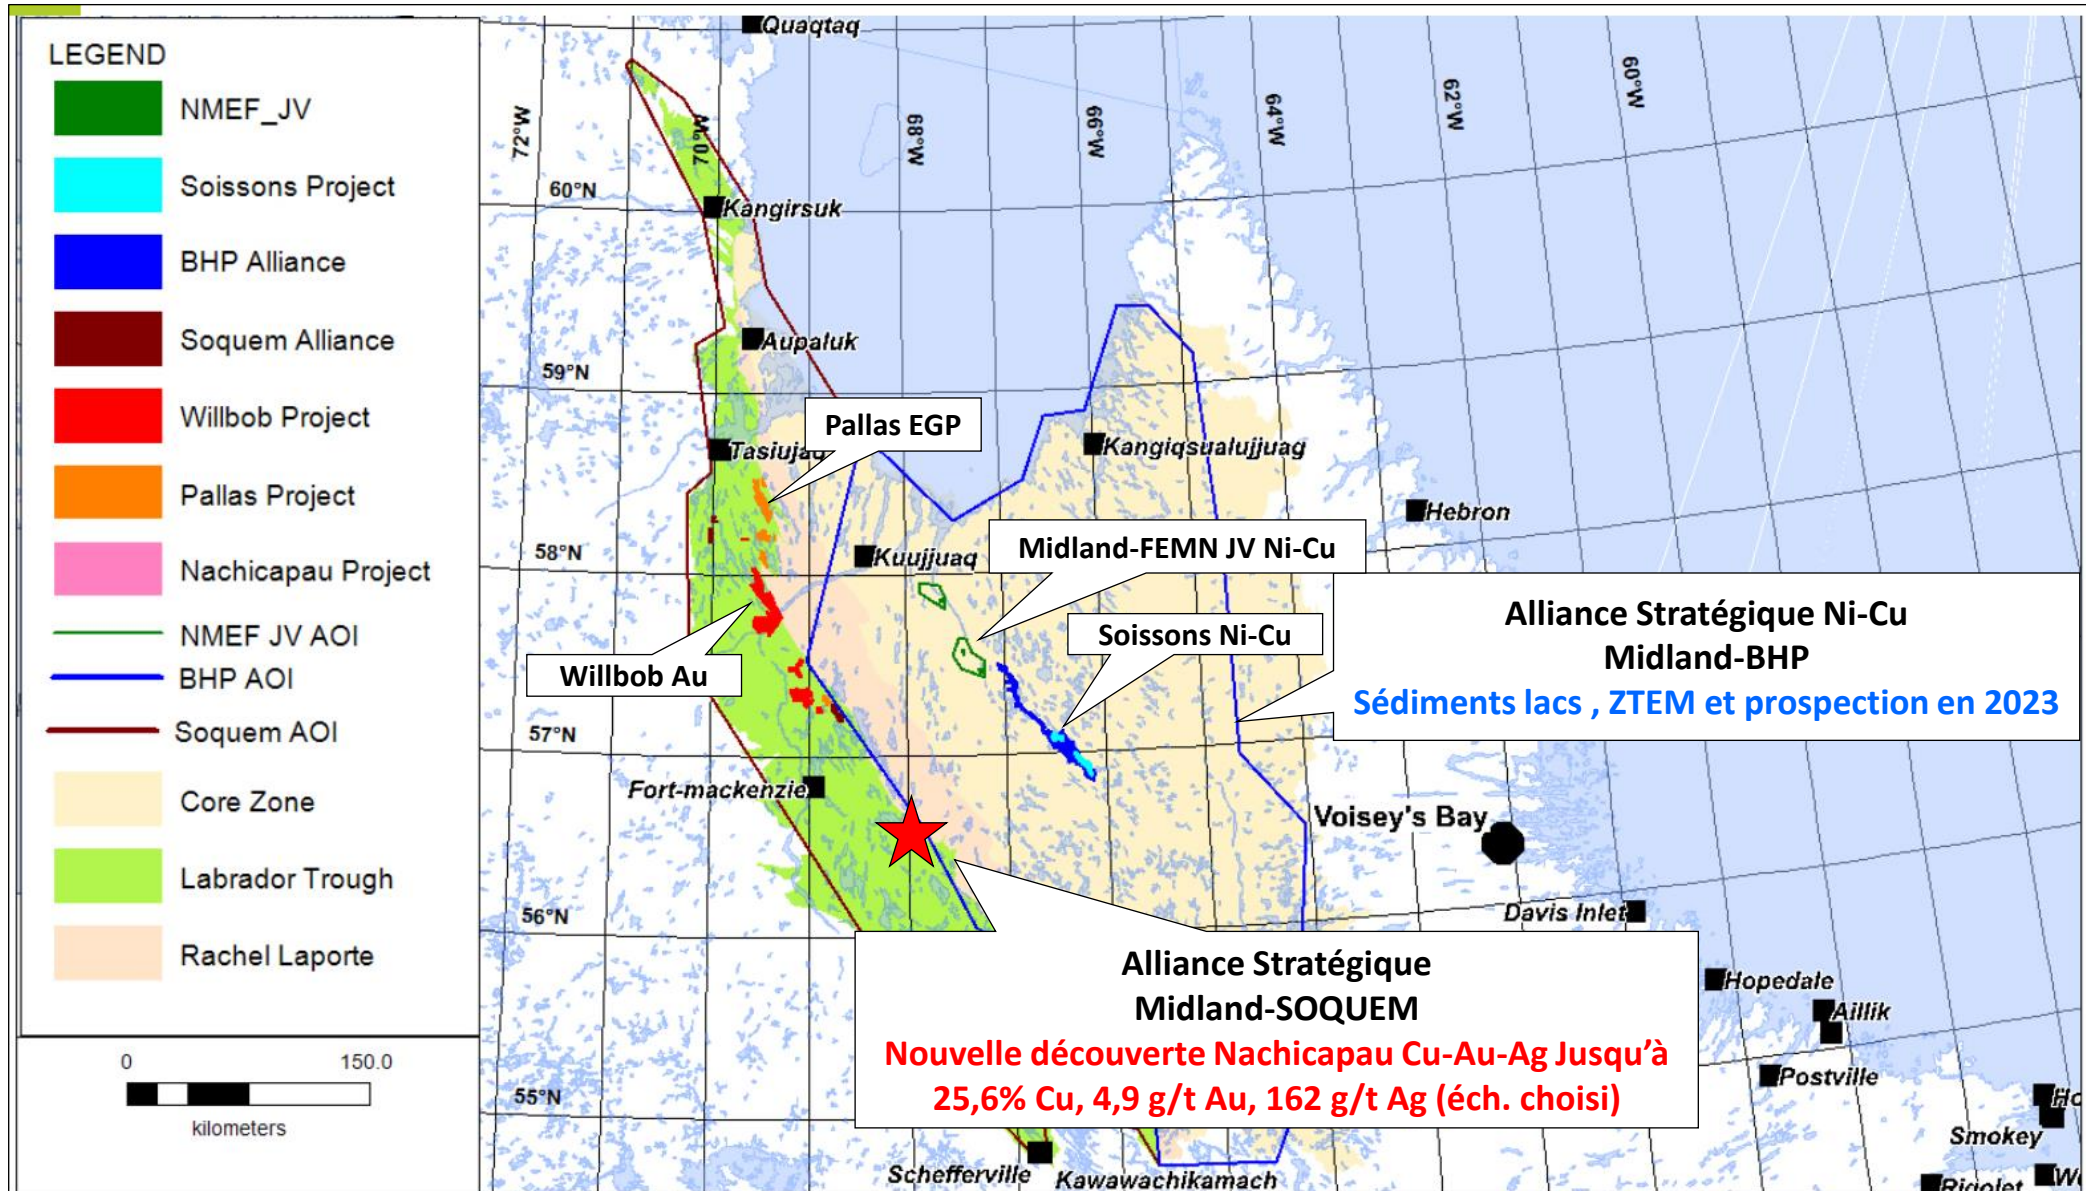 LEGEND
NMEF_JV
Soissons Project
BHP Alliance
Soquem Alliance
Willbob Project
Pallas Project
Nachicapau Project
NMEF JV AOI
BHP AOI
Soquem AOI
Core Zone
Labrador Trough
Rachel Laporte
0 150.0
kilometers
Quaqtaq
72°W
70°W
68°W
66°W
64°W
62°W
60°W
60°N
Kangirsuk
Aupaluk
59°N
Pallas EGP
Tasiujaq
Kangiqsualujjuaq
Hebron
58°N
Kuujjuaq
Midland-FEMN JV Ni-Cu
Soissons Ni-Cu
Willbob Au
Alliance Stratégique Ni-Cu
Midland-BHP
Sédiments lacs , ZTEM et prospection en 2023
57°N
Fort-mackenzie
Voisey's Bay
56°N
Davis Inlet
Alliance Stratégique
Midland-SOQUEM
Nouvelle découverte Nachicapau Cu-Au-Ag Jusqu’à
25,6% Cu, 4,9 g/t Au, 162 g/t Ag (éch. choisi)
Hopedale
Aillik
Postville
55°N
Smokey
Schefferville
Kawawachikamach
Rigolet